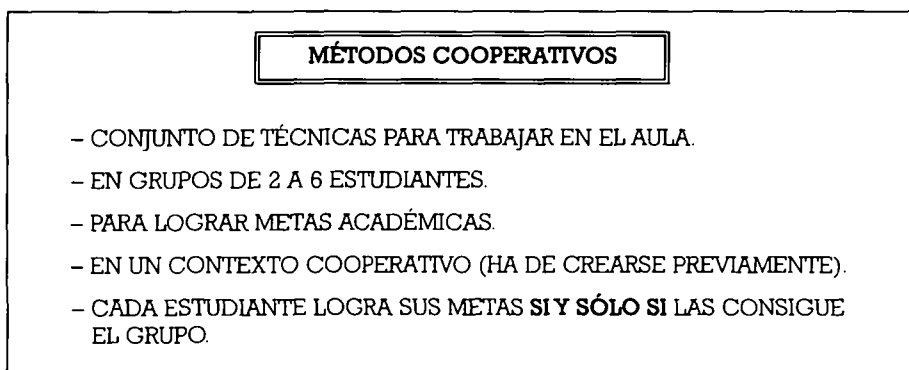 MÉTODOS COOPERATIVOS
– CONJUNTO DE TÉCNICAS PARA TRABAJAR EN EL AULA.
– EN GRUPOS DE 2 A 6 ESTUDIANTES.
– PARA LOGRAR METAS ACADÉMICAS.
– EN UN CONTEXTO COOPERATIVO (HA DE CREARSE PREVIAMENTE).
– CADA ESTUDIANTE LOGRA SUS METAS SI Y SÓLO SI LAS CONSIGUE
EL GRUPO.